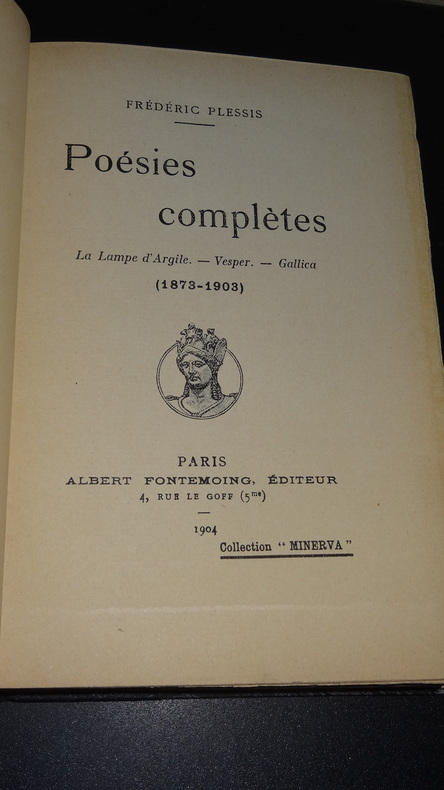 FRÉDÉRIC PLESSIS
Poésies
complètes
La Lampe d'Argile. — Vesper. — Gallica
(1873-1903)
PARIS
ALBERT FONTEMOING, ÉDITEUR
4, RUE LE GOFF (5me)
1904
Collection “ MINERVA ”